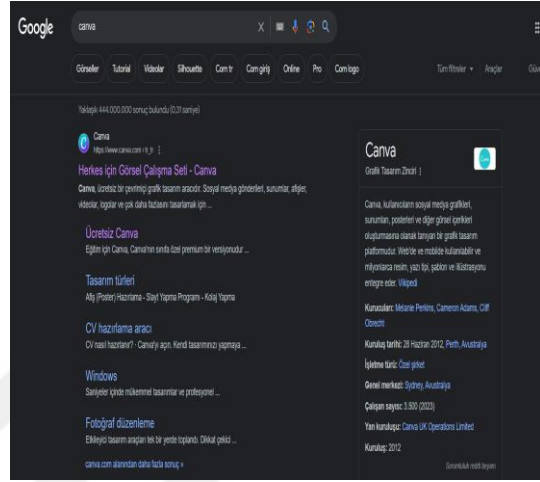 Google
canva
Görseller
Tutorial
Videolar
Silhouette
Com tr
Com giriş
Online
Pro
Com logo
Tüm filtreler
Araçlar
Yaklaşık 444.000.000 sonuç bulundu (0,31 saniye)
Canva
https://www.canva.com › tr_tr
Herkes için Görsel Çalışma Seti - Canva
Canva, ücretsiz bir çevrimiçi grafik tasarım aracıdır. Sosyal medya gönderileri, sunumlar, afişler,
videolar, logolar ve çok daha fazlasını tasarlamak için ...
Ücretsiz Canva
Eğitim için Canva, Canva'nın sınıfa özel premium bir versiyonudur ...
Tasarım türleri
Afiş (Poster) Hazırlama - Slayt Yapma Programı - Kolaj Yapma
CV hazırlama aracı
CV nasıl hazırlanır? - Canva'yı açın. Kendi tasarımınızı yapmaya ...
Windows
Saniyeler içinde mükemmel tasarımlar ve profesyonel ...
Fotoğraf düzenleme
Etkileyici tasarım araçları tek bir yerde toplandı. Dikkat çekici ...
canva.com alanından daha fazla sonuç »
Canva
Grafik Tasarım Zinciri
Canva, kullanıcıların sosyal medya grafikleri,
sunumları, posterleri ve diğer görsel içerikleri
oluşturmasına olanak tanıyan bir grafik tasarım
platformudur. Web'de ve mobilde kullanılabilir ve
milyonlarca resim, yazı tipi, şablon ve illüstrasyonu
entegre eder. Vikipedi
Kurucuları: Melanie Perkins, Cameron Adams, Cliff
Obrecht
Kuruluş tarihi: 28 Haziran 2012, Perth, Avustralya
İşletme türü: Özel şirket
Genel merkezi: Sydney, Avustralya
Çalışan sayısı: 3.500 (2023)
Yan kuruluşu: Canva UK Operations Limited
Kuruluş: 2012
Sorumluluk reddi beyanı